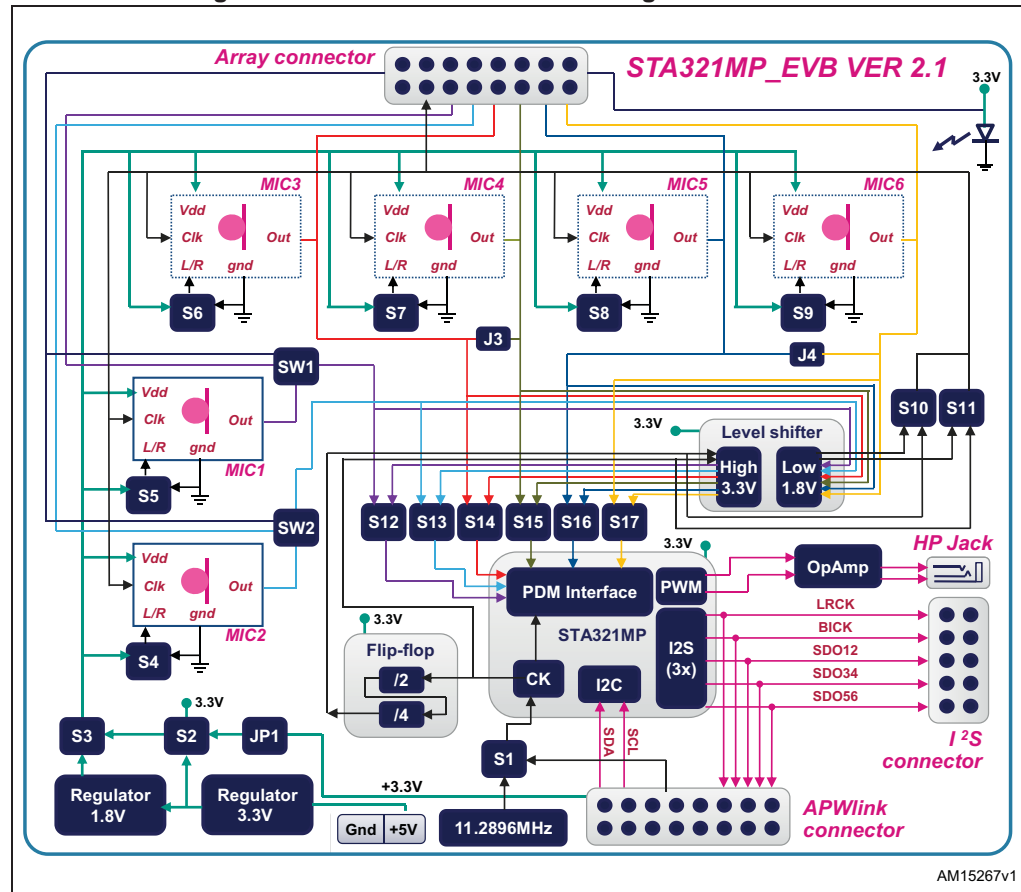 Array connector
STA321MP_EVB VER 2.1
3.3V
MIC3
MIC4
MIC5
MIC6
Vdd
Clk
Out
L/R
gnd
Vdd
Clk
Out
L/R
gnd
Vdd
Clk
Out
L/R
gnd
Vdd
Clk
Out
L/R
gnd
S6
S7
S8
S9
J3
J4
SW1
Vdd
Clk
Out
L/R
gnd
MIC1
S5
S10
S11
3.3V
Level shifter
High
3.3V
Low
1.8V
SW2
S12
S13
S14
S15
S16
S17
Vdd
Clk
Out
L/R
gnd
MIC2
S4
3.3V
PDM Interface
PWM
STA321MP
CK
I2C
I2S
(3x)
OpAmp
HP Jack
LRCK
BICK
SDO12
SDO34
SDO56
I ²S
connector
3.3V
Flip-flop
/2
/4
3.3V
S3
S2
JP1
S1
SDA
SCL
+3.3V
Regulator
1.8V
Regulator
3.3V
Gnd
+5V
11.2896MHz
APWlink
connector
AM15267v1